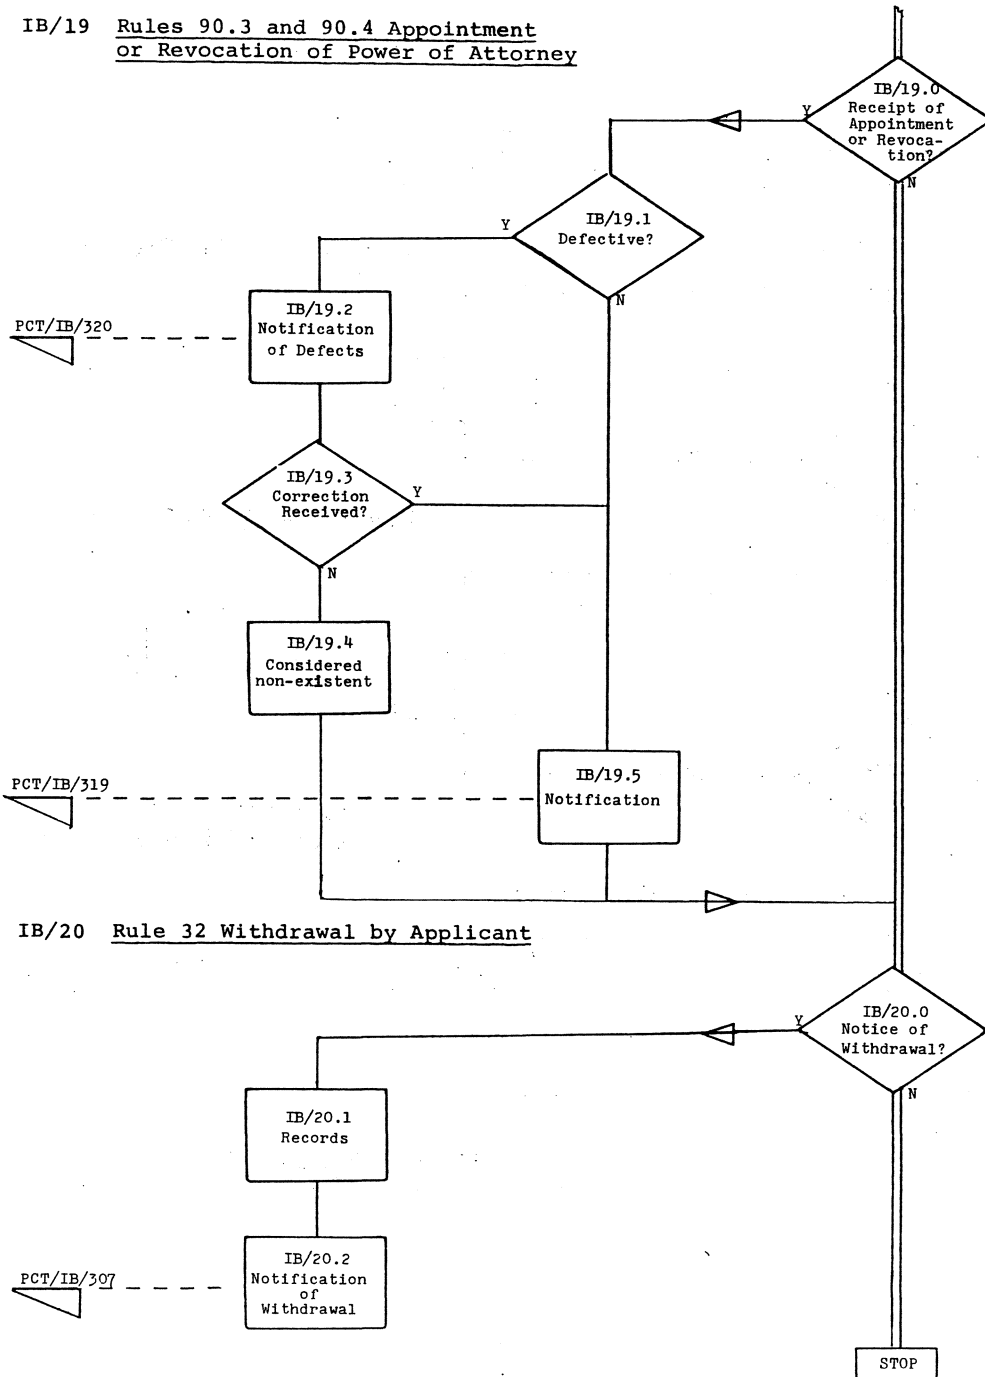 IB/19 Rules 90.3 and 90.4 Appointment
or Revocation of Power of Attorney
IB/19.0
Receipt of
Appointment
or Revoca-
tion?
Y
N
IB/19.1
Defective?
Y
N
IB/19.2
Notification
of Defects
PCT/IB/320
IB/19.3
Correction
Received?
Y
N
IB/19.4
Considered
non-existent
IB/19.5
Notification
PCT/IB/319
IB/20 Rule 32 Withdrawal by Applicant
IB/20.0
Notice of
Withdrawal?
Y
N
IB/20.1
Records
IB/20.2
Notification
of
Withdrawal
PCT/IB/307
STOP